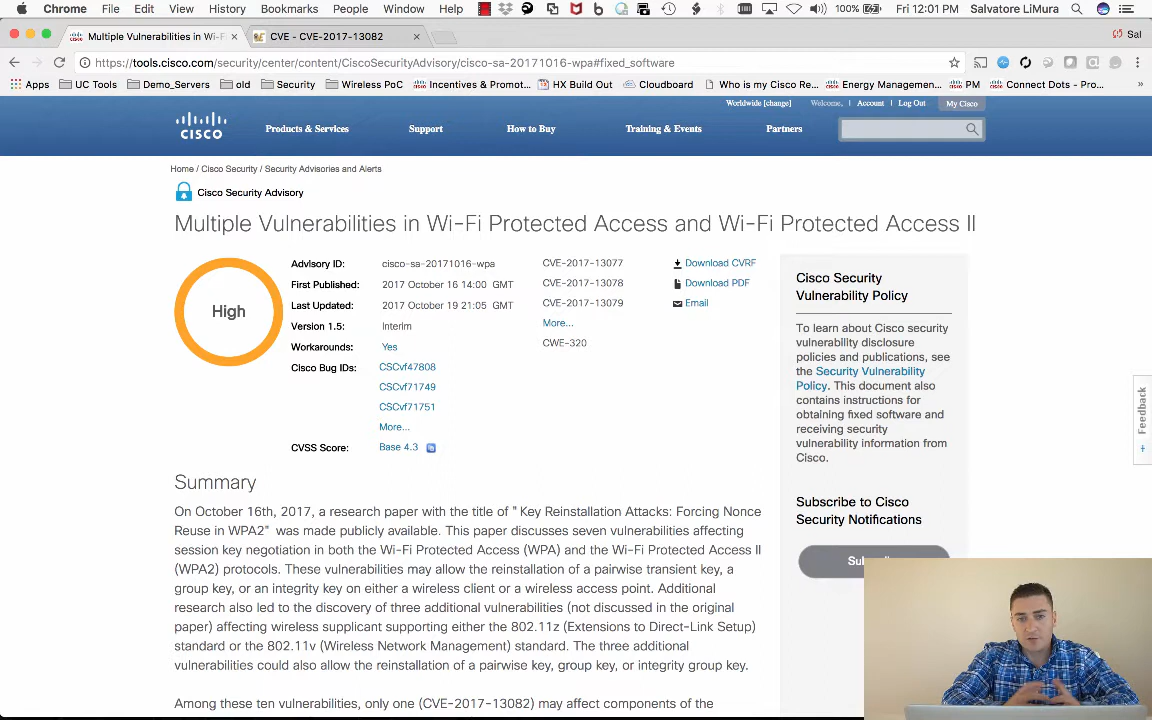 Chrome File Edit View History Bookmarks People Window Help 100% Fri 12:01 PM Salvatore LiMura
Multiple Vulnerabilities in Wi-Fi × CVE - CVE-2017-13082 × Sal
https://tools.cisco.com/security/center/content/CiscoSecurityAdvisory/cisco-sa-20171016-wpa#fixed_software
Apps UC Tools Demo_Servers old Security Wireless PoC Incentives & Promot... HX Build Out Cloudboard Who is my Cisco Re... Energy Management... PM Connect Dots - Pro... »
Worldwide [change] Welcome, | Account | Log Out | My Cisco
CISCO Products & Services Support How to Buy Training & Events Partners
Home / Cisco Security / Security Advisories and Alerts
Cisco Security Advisory
Multiple Vulnerabilities in Wi-Fi Protected Access and Wi-Fi Protected Access II
High
Advisory ID: cisco-sa-20171016-wpa
First Published: 2017 October 16 14:00 GMT
Last Updated: 2017 October 19 21:05 GMT
Version 1.5: Interim
Workarounds: Yes
Cisco Bug IDs: CSCvf47808
CSCvf71749
CSCvf71751
More...
CVSS Score: Base 4.3
CVE-2017-13077
CVE-2017-13078
CVE-2017-13079
More...
CWE-320
Download CVRF
Download PDF
Email
Summary
On October 16th, 2017, a research paper with the title of "Key Reinstallation Attacks: Forcing Nonce
Reuse in WPA2" was made publicly available. This paper discusses seven vulnerabilities affecting
session key negotiation in both the Wi-Fi Protected Access (WPA) and the Wi-Fi Protected Access II
(WPA2) protocols. These vulnerabilities may allow the reinstallation of a pairwise transient key, a
group key, or an integrity key on either a wireless client or a wireless access point. Additional
research also led to the discovery of three additional vulnerabilities (not discussed in the original
paper) affecting wireless supplicant supporting either the 802.11z (Extensions to Direct-Link Setup)
standard or the 802.11v (Wireless Network Management) standard. The three additional
vulnerabilities could also allow the reinstallation of a pairwise key, group key, or integrity group key.
Among these ten vulnerabilities, only one (CVE-2017-13082) may affect components of the
Cisco Security
Vulnerability Policy
To learn about Cisco security
vulnerability disclosure
policies and publications, see
the Security Vulnerability
Policy. This document also
contains instructions for
obtaining fixed software and
receiving security
vulnerability information from
Cisco.
Subscribe to Cisco
Security Notifications
Feedback
+